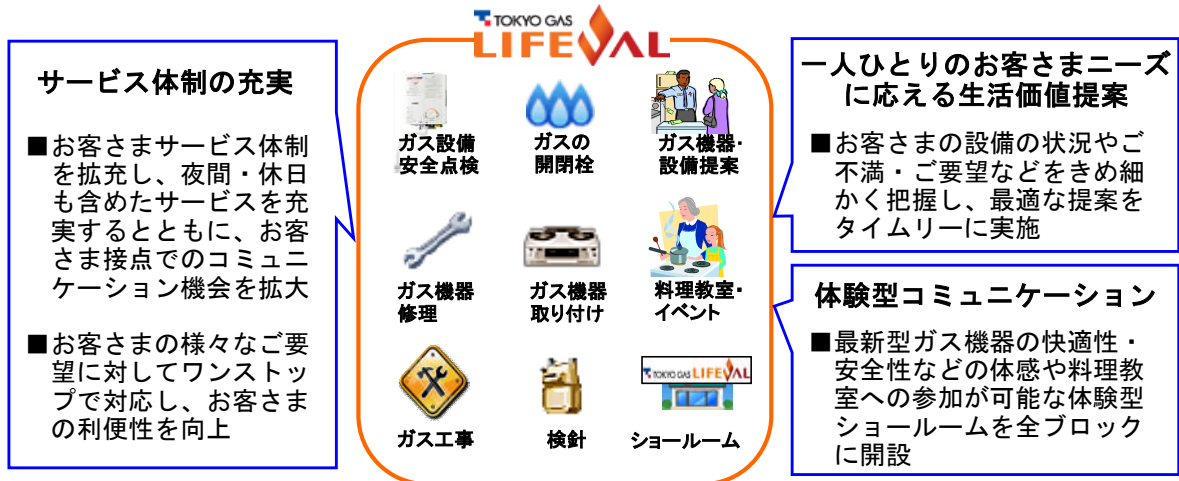 TOKYO GAS
LIFEVAL
サービス体制の充実
■お客さまサービス体制
を拡充し、夜間・休日
も含めたサービスを充
実するとともに、お客
さま接点でのコミュニ
ケーション機会を拡大
■お客さまの様々なご要
望に対してワンストッ
プで対応し、お客さま
の利便性を向上
ガス設備
安全点検
ガスの
開閉栓
ガス機器・
設備提案
ガス機器
修理
ガス機器
取り付け
料理教室・
イベント
ガス工事
検針
TOKYO GAS LIFEVAL
ショールーム
一人ひとりのお客さまニーズ
に応える生活価値提案
■お客さまの設備の状況やご
不満・ご要望などをきめ細
かく把握し、最適な提案を
タイムリーに実施
体験型コミュニケーション
■最新型ガス機器の快適性・
安全性などの体感や料理教
室への参加が可能な体験型
ショールームを全ブロック
に開設